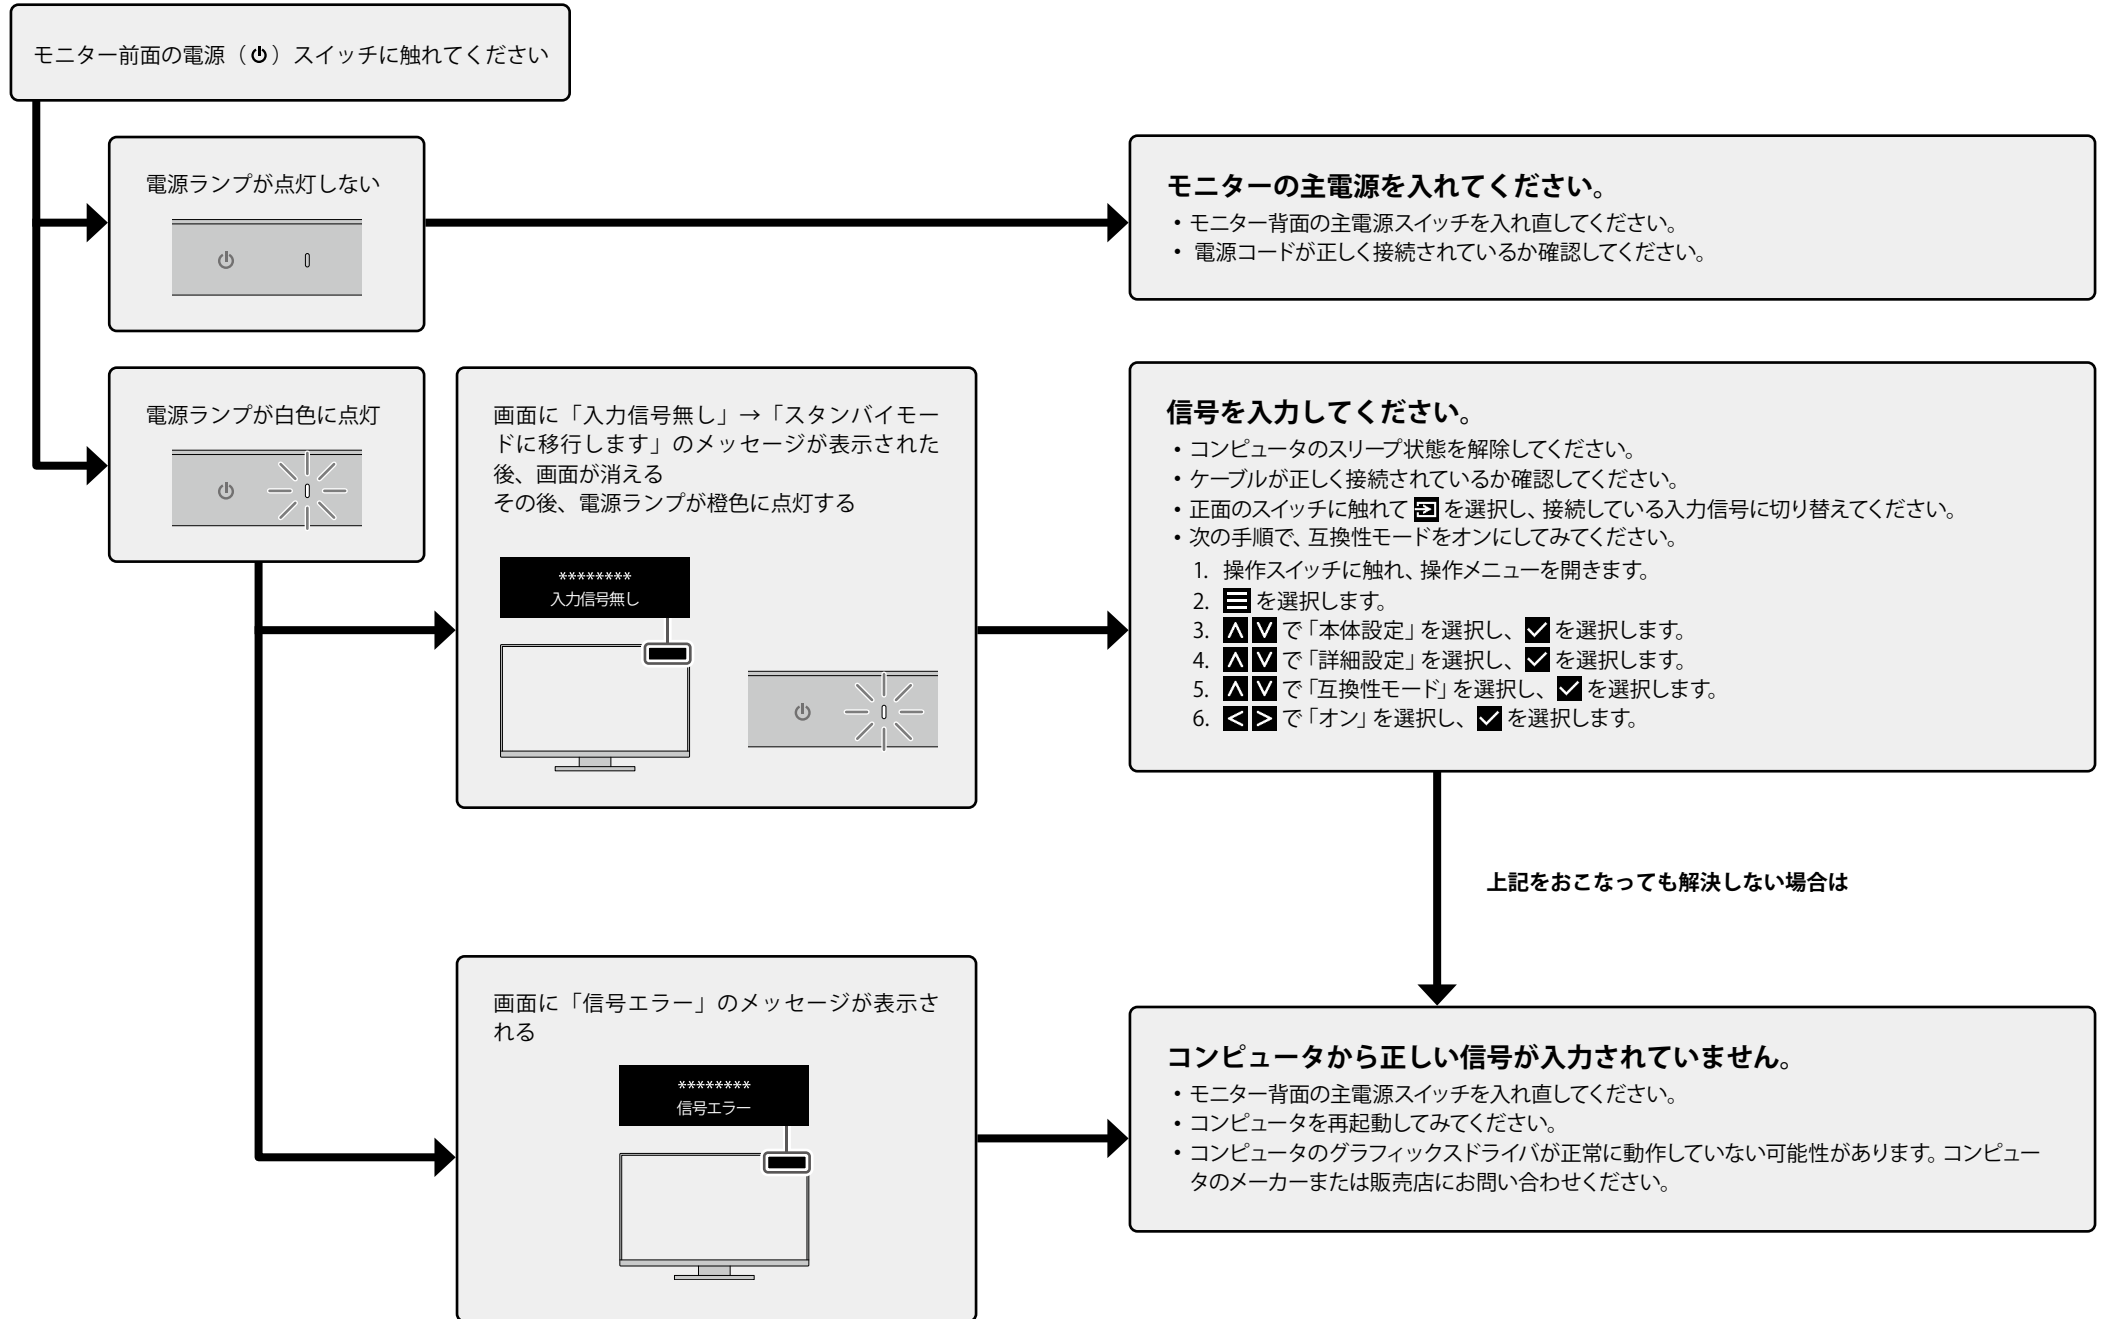 モニター前面の電源（⏻）スイッチに触れてください
電源ランプが点灯しない
モニターの主電源を入れてください。
・モニター背面の主電源スイッチを入れ直してください。
・ 電源コードが正しく接続されているか確認してください。
電源ランプが白色に点灯
画面に「入力信号無し」→「スタンバイモー
ドに移行します」のメッセージが表示された
後、画面が消える
その後、電源ランプが橙色に点灯する
********
入力信号無し
信号を入力してください。
・コンピュータのスリープ状態を解除してください。
・ケーブルが正しく接続されているか確認してください。
・正面のスイッチに触れて を選択し、接続している入力信号に切り替えてください。
・次の手順で、互換性モードをオンにしてみてください。
1. 操作スイッチに触れ、操作メニューを開きます。
2. ☰ を選択します。
3. ∧ ∨ で「本体設定」を選択し、 ✓ を選択します。
4. ∧ ∨ で「詳細設定」を選択し、 ✓ を選択します。
5. ∧ ∨ で「互換性モード」を選択し、 ✓ を選択します。
6. < > で「オン」を選択し、 ✓ を選択します。
上記をおこなっても解決しない場合は
画面に「信号エラー」のメッセージが表示さ
れる
********
信号エラー
コンピュータから正しい信号が入力されていません。
・モニター背面の主電源スイッチを入れ直してください。
・コンピュータを再起動してみてください。
・コンピュータのグラフィックスドライバが正常に動作していない可能性があります。コンピュー
タのメーカーまたは販売店にお問い合わせください。